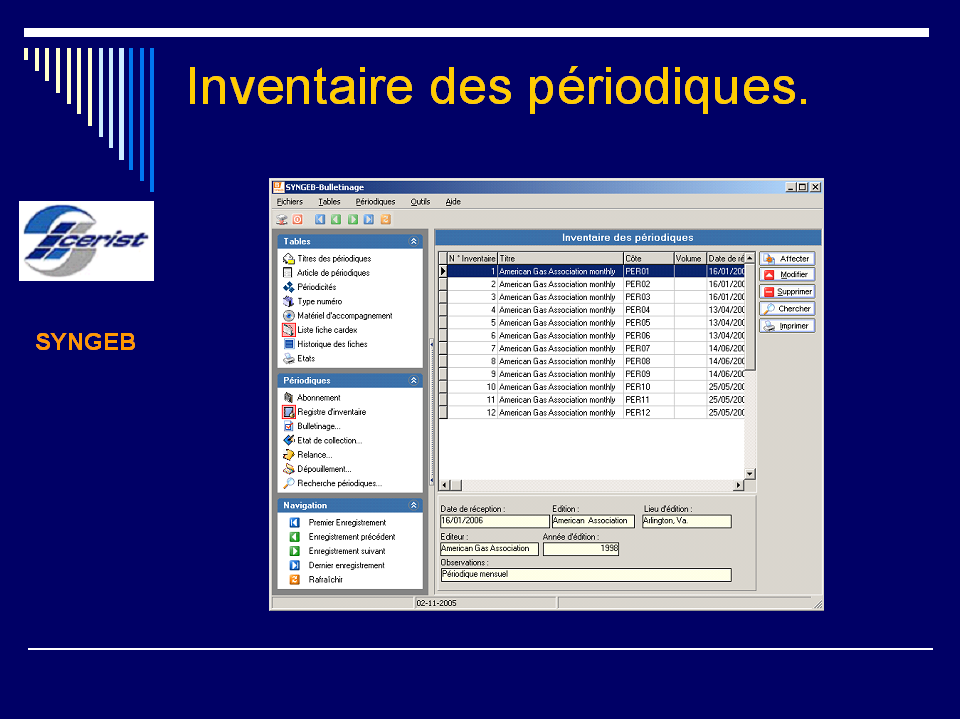 Inventaire des périodiques.
cerist
SYNGEB
SYNGEB-Bulletinage
Fichiers Tables Périodiques Outils Aide
Tables
Titres des périodiques
Article de périodiques
Périodicités
Type numéro
Matériel d'accompagnement
Liste fiche cardex
Historique des fiches
Etats
Périodiques
Abonnement
Registre d'inventaire
Bulletinage...
Etat de collection...
Relance...
Dépouillement...
Recherche périodiques...
Navigation
Premier Enregistrement
Enregistrement précédent
Enregistrement suivant
Dernier enregistrement
Rafraîchir
Inventaire des périodiques
N ° Inventaire Titre Côte Volume Date de ré
1 American Gas Association monthly PER01 16/01/200
2 American Gas Association monthly PER02 16/01/200
3 American Gas Association monthly PER03 16/01/200
4 American Gas Association monthly PER04 13/04/200
5 American Gas Association monthly PER05 13/04/200
6 American Gas Association monthly PER06 13/04/200
7 American Gas Association monthly PER07 14/06/200
8 American Gas Association monthly PER08 14/06/200
9 American Gas Association monthly PER09 14/06/200
10 American Gas Association monthly PER10 25/05/200
11 American Gas Association monthly PER11 25/05/200
12 American Gas Association monthly PER12 25/05/200
Affecter
Modifier
Supprimer
Chercher
Imprimer
Date de réception : Edition : Lieu d'édition :
16/01/2006 American Association Arlington, Va.
Editeur : Année d'édition :
American Gas Association 1998
Observations :
Périodique mensuel
02-11-2005